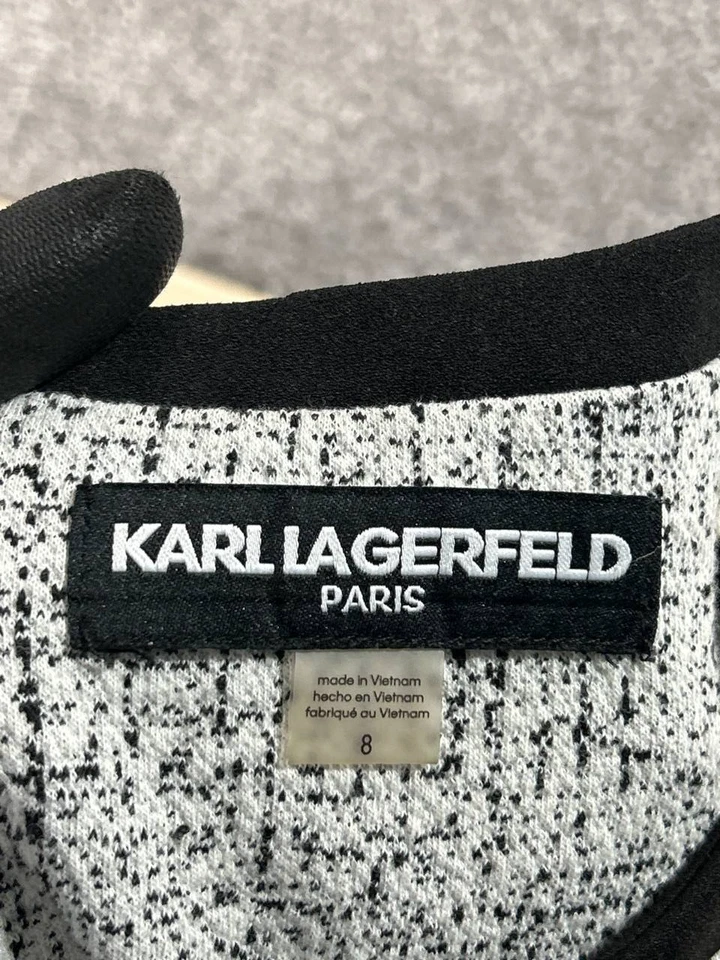 KARL LAGERFELD
PARIS
made in Vietnam
hecho en Vietnam
fabriqué au Vietnam
8